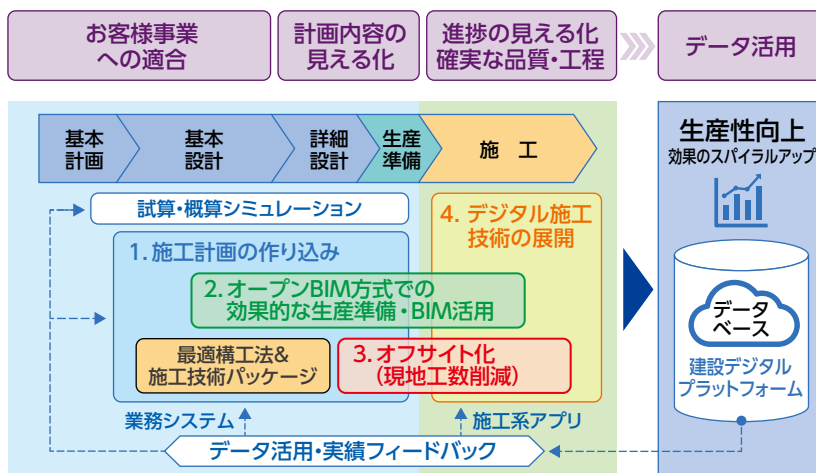 お客様事業
への適合
計画内容の
見える化
進捗の見える化
確実な品質・工程
データ活用
基本
計画
基本
設計
詳細
設計
生産
準備
施 工
生産性向上
効果のスパイラルアップ
試算・概算シミュレーション
1. 施工計画の作り込み
4. デジタル施工
技術の展開
2. オープンBIM方式での
効果的な生産準備・BIM活用
最適構工法&
施工技術パッケージ
3. オフサイト化
(現地工数削減)
データ
ベース
建設デジタル
プラットフォーム
業務システム
施工系アプリ
データ活用・実績フィードバック